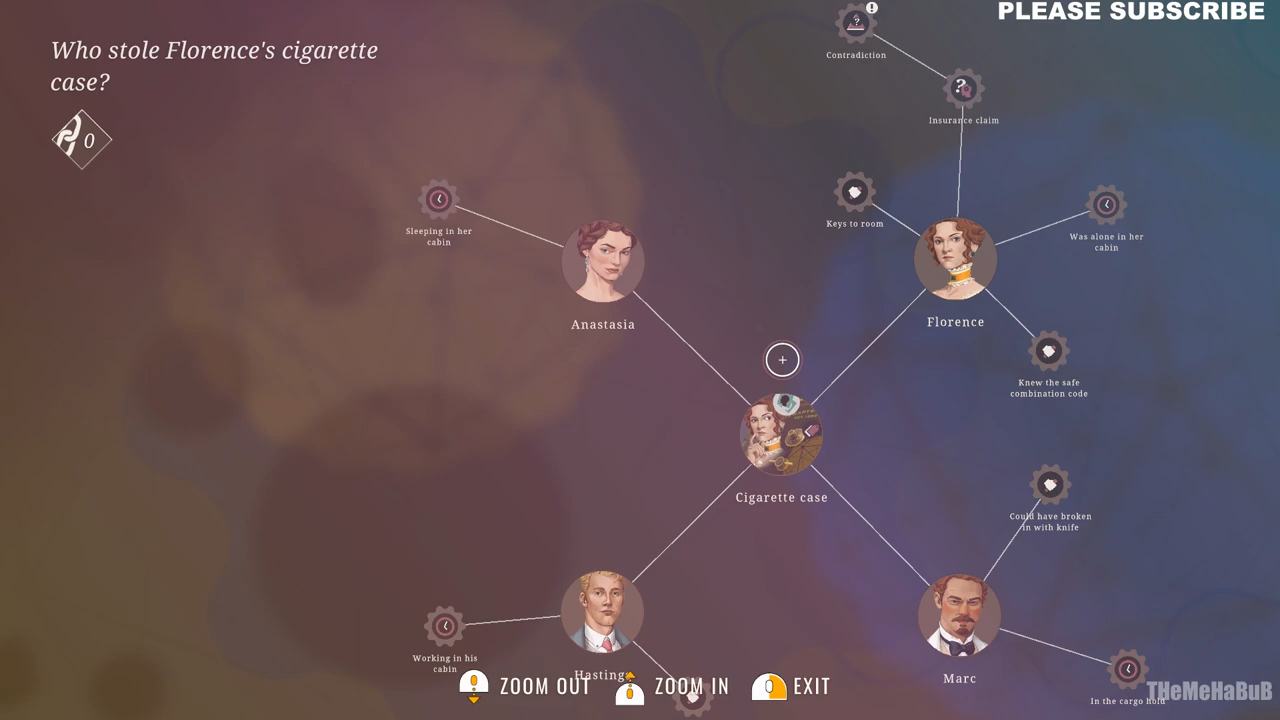 PLEASE SUBSCRIBE
Who stole Florence's cigarette
case?
0
Contradiction
Insurance claim
Keys to room
Was alone in her
cabin
Sleeping in her
cabin
Anastasia
Florence
Knew the safe
combination code
Cigarette case
Could have broken
in with knife
Working in his
cabin
Hastings
Marc
In the cargo hold
ZOOM OUT
ZOOM IN
EXIT
THeMeHaBuB